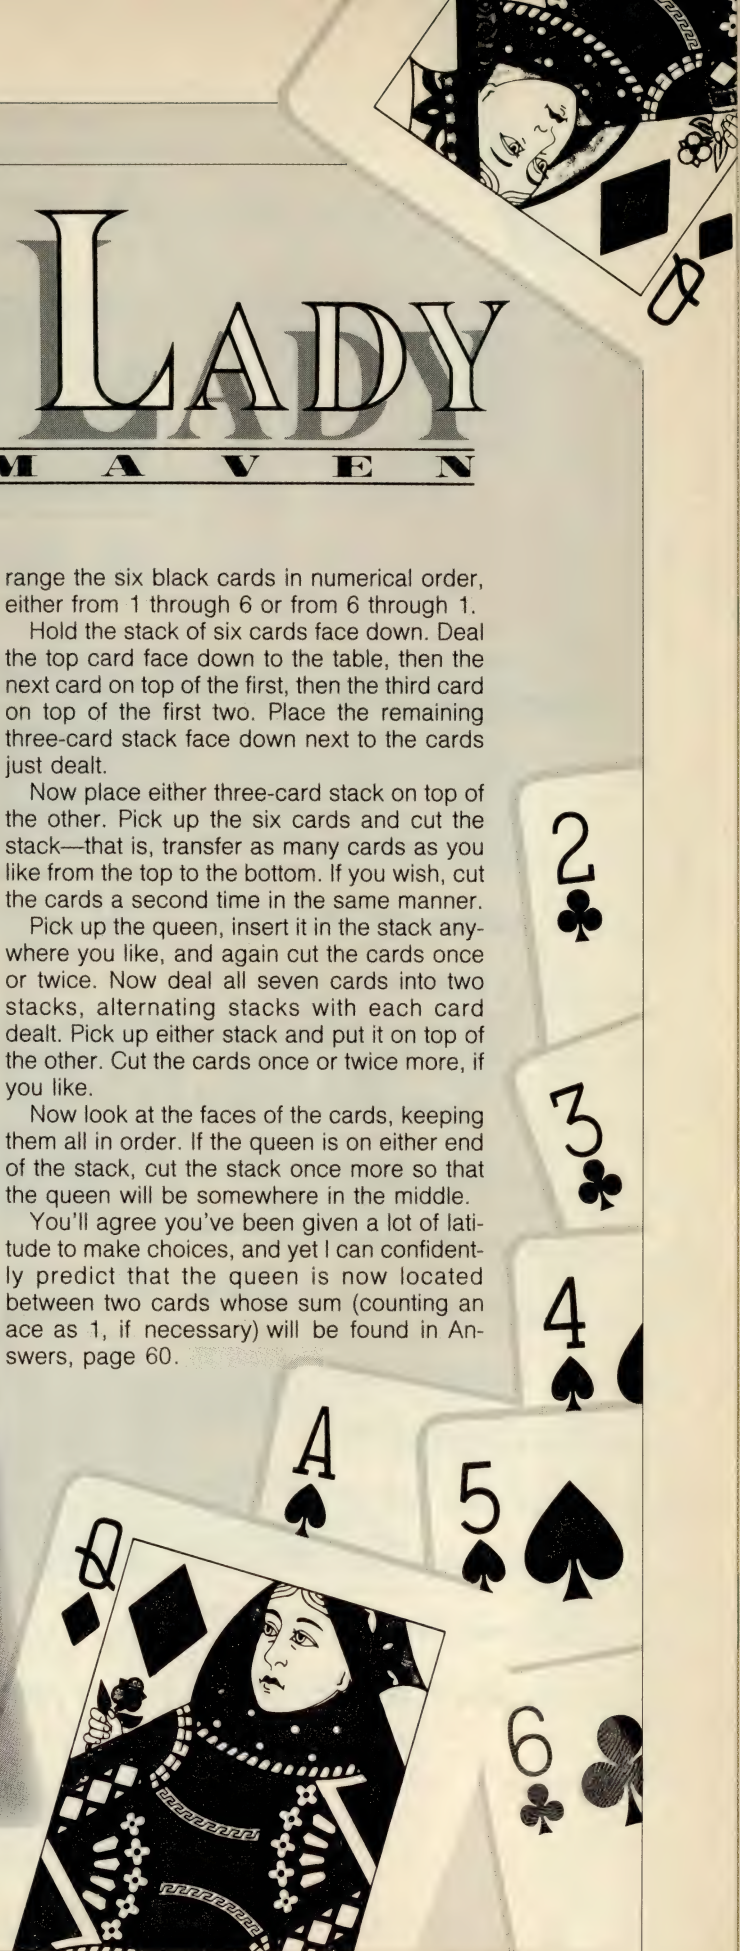 Q
LADY
MAVEN
range the six black cards in numerical order,
either from 1 through 6 or from 6 through 1.
Hold the stack of six cards face down. Deal
the top card face down to the table, then the
next card on top of the first, then the third card
on top of the first two. Place the remaining
three-card stack face down next to the cards
just dealt.
Now place either three-card stack on top of
the other. Pick up the six cards and cut the
stack—that is, transfer as many cards as you
like from the top to the bottom. If you wish, cut
the cards a second time in the same manner.
Pick up the queen, insert it in the stack any-
where you like, and again cut the cards once
or twice. Now deal all seven cards into two
stacks, alternating stacks with each card
dealt. Pick up either stack and put it on top of
the other. Cut the cards once or twice more, if
you like.
Now look at the faces of the cards, keeping
them all in order. If the queen is on either end
of the stack, cut the stack once more so that
the queen will be somewhere in the middle.
You'll agree you've been given a lot of lati-
tude to make choices, and yet I can confident-
ly predict that the queen is now located
between two cards whose sum (counting an
ace as 1, if necessary) will be found in An-
swers, page 60.
2
3
4
A
5
Q
6